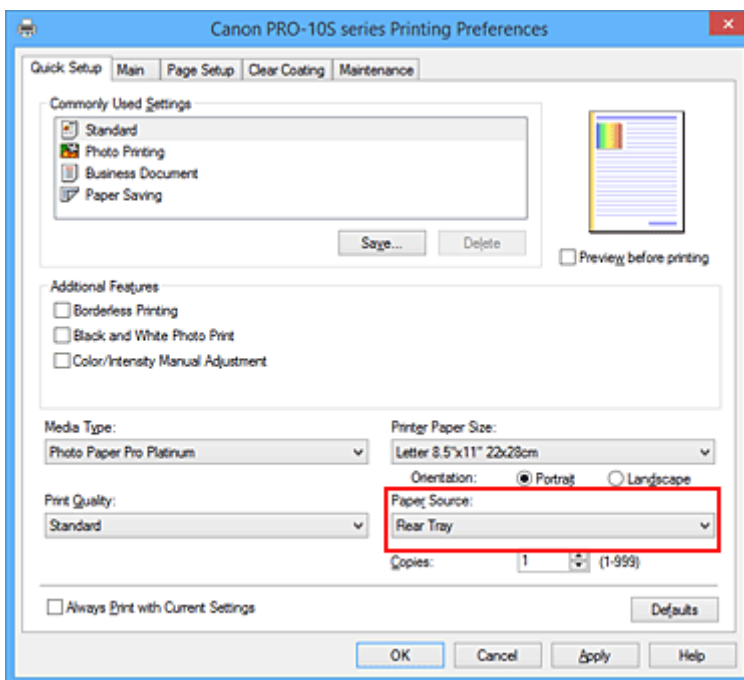 Canon PRO-10S series Printing Preferences
Quick Setup Main Page Setup Clear Coating Maintenance
Commonly Used Settings
Standard
Photo Printing
Business Document
Paper Saving
Save... Delete
Preview before printing
Additional Features
Borderless Printing
Black and White Photo Print
Color/Intensity Manual Adjustment
Media Type: Printer Paper Size:
Photo Paper Pro Platinum Letter 8.5"x11" 22x28cm
Orientation: Portrait Landscape
Print Quality: Paper Source:
Standard Rear Tray
Copies: 1 (1-999)
Always Print with Current Settings Defaults
OK Cancel Apply Help